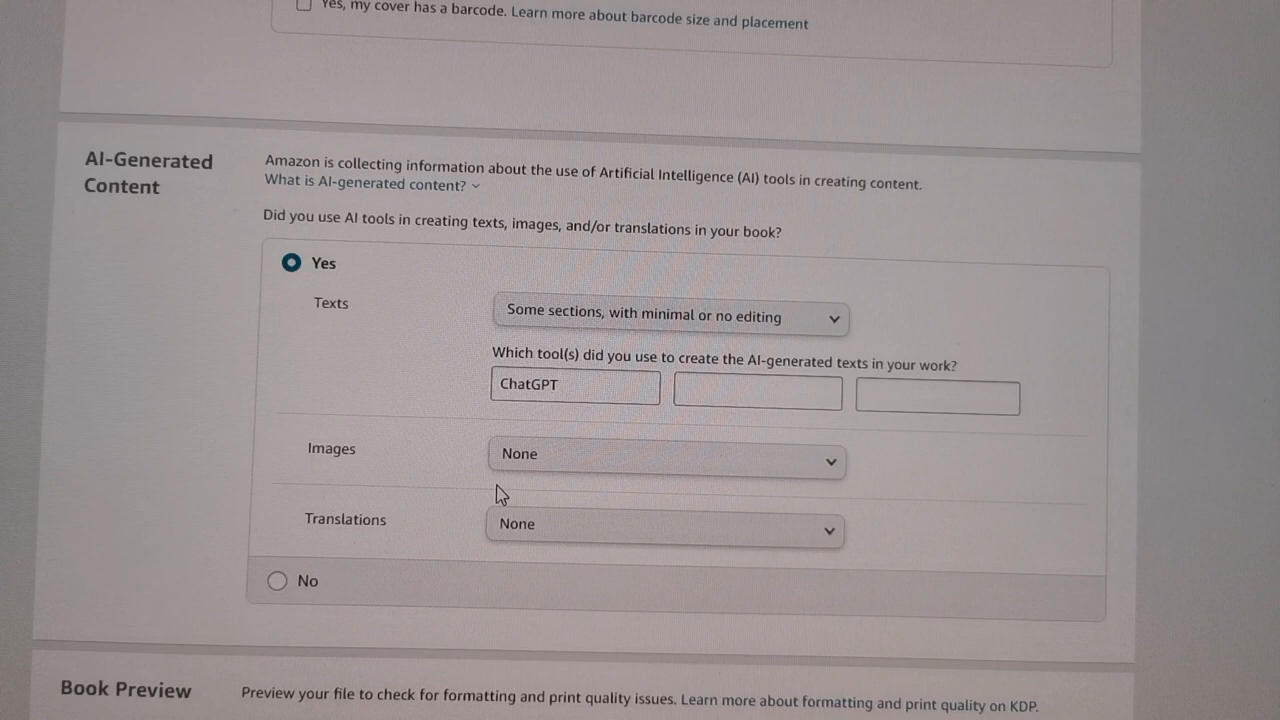 Yes, my cover has a barcode. Learn more about barcode size and placement
AI-Generated
Content
Amazon is collecting information about the use of Artificial Intelligence (AI) tools in creating content.
What is AI-generated content?
Did you use AI tools in creating texts, images, and/or translations in your book?
Yes
Texts
Some sections, with minimal or no editing
Which tool(s) did you use to create the AI-generated texts in your work?
ChatGPT
Images
None
Translations
None
No
Book Preview
Preview your file to check for formatting and print quality issues. Learn more about formatting and print quality on KDP.